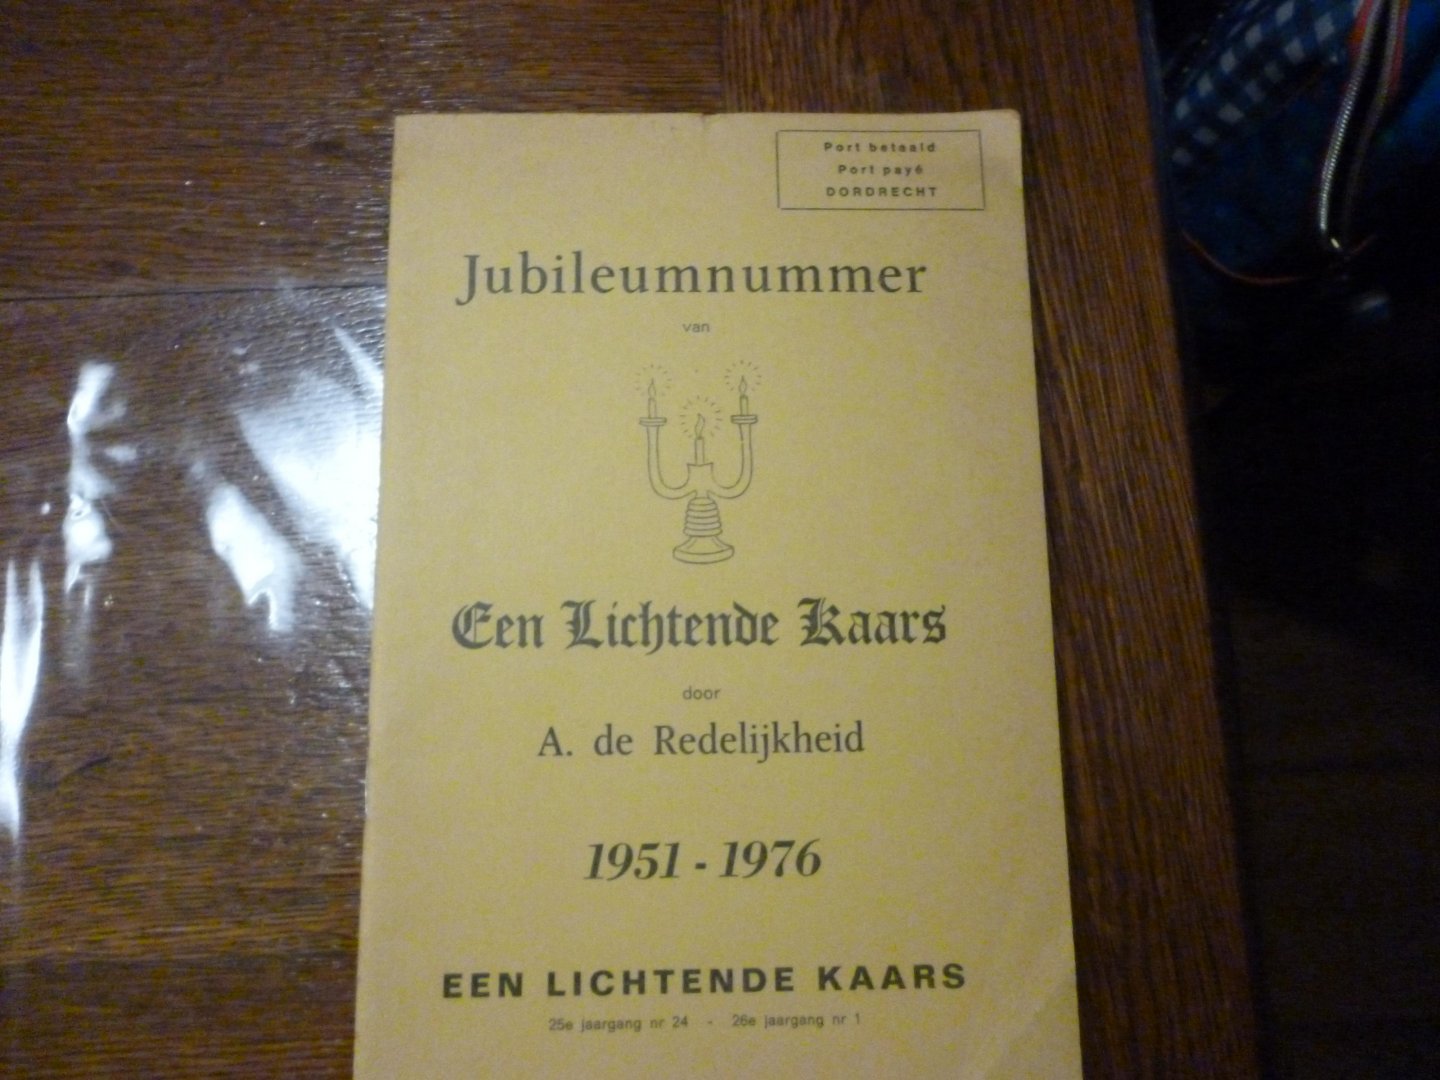 Port betaald
Port payé
DORDRECHT
Jubileumnummer
van
Een Lichtende Kaars
door
A. de Redelijkheid
1951 - 1976
EEN LICHTENDE KAARS
25e jaargang nr 24 - 26e jaargang nr 1